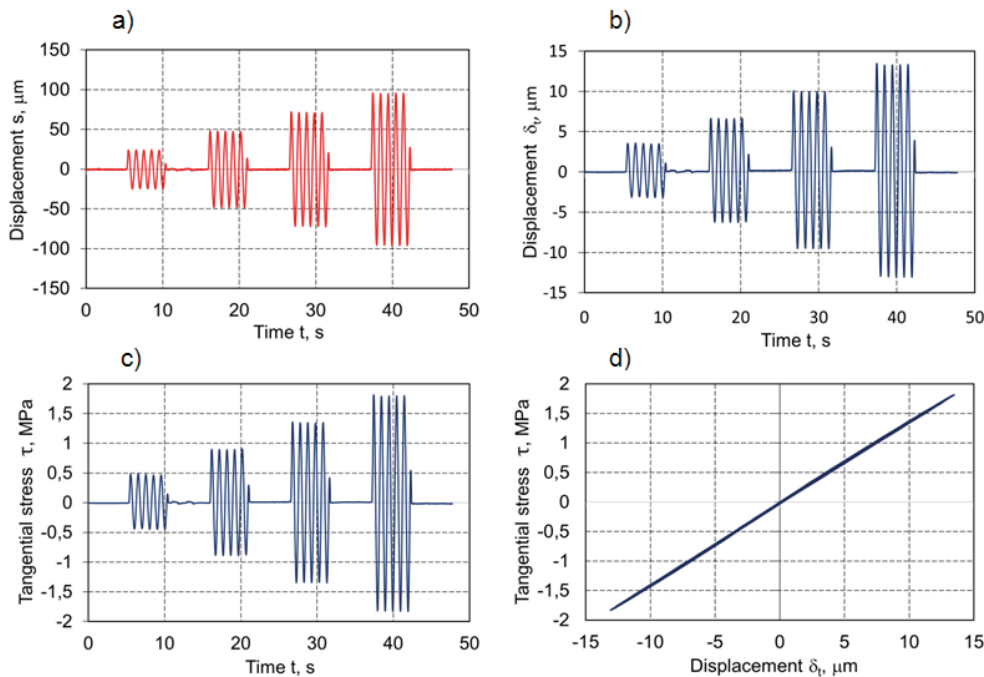 a)
150
100
50
0
-50
-100
-150
Displacement s, μm
0 10 20 30 40 50
Time t, s
b)
15
10
5
0
-5
-10
-15
Displacement δt, μm
0 10 20 30 40 50
Time t, s
c)
2
1,5
1
0,5
0
-0,5
-1
-1,5
-2
Tangential stress τ, MPa
0 10 20 30 40 50
Time t, s
d)
2
1,5
1
0,5
0
-0,5
-1
-1,5
-2
Tangential stress τ, MPa
-15 -10 -5 0 5 10 15
Displacement δt, μm